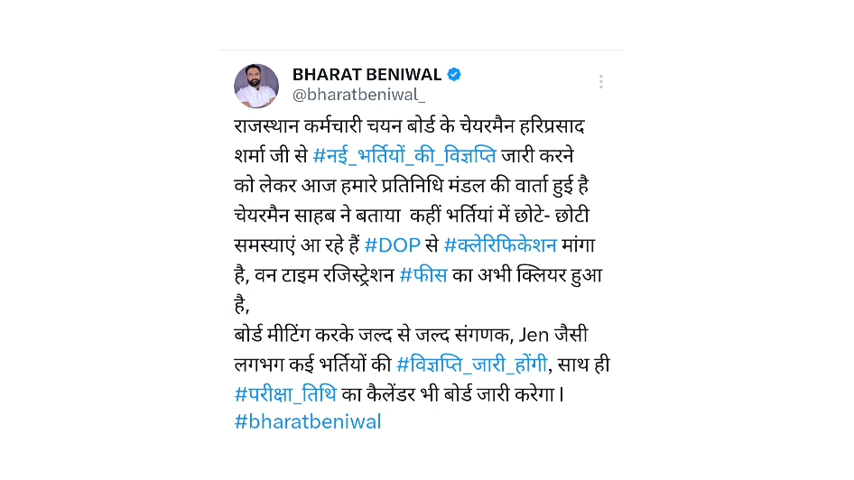 BHARAT BENIWAL
@bharatbeniwal_
राजस्थान कर्मचारी चयन बोर्ड के चेयरमैन हरिप्रसाद
शर्मा जी से #नई_भर्तियों_की_विज्ञप्ति जारी करने
को लेकर आज हमारे प्रतिनिधि मंडल की वार्ता हुई है
चेयरमैन साहब ने बताया कहीं भर्तियां में छोटे- छोटी
समस्याएं आ रहे हैं #DOP से #क्लेरिफिकेशन मांगा
है, वन टाइम रजिस्ट्रेशन #फीस का अभी क्लियर हुआ
है,
बोर्ड मीटिंग करके जल्द से जल्द संगणक, Jen जैसी
लगभग कई भर्तियों की #विज्ञप्ति_जारी_होंगी, साथ ही
#परीक्षा_तिथि का कैलेंडर भी बोर्ड जारी करेगा l
#bharatbeniwal